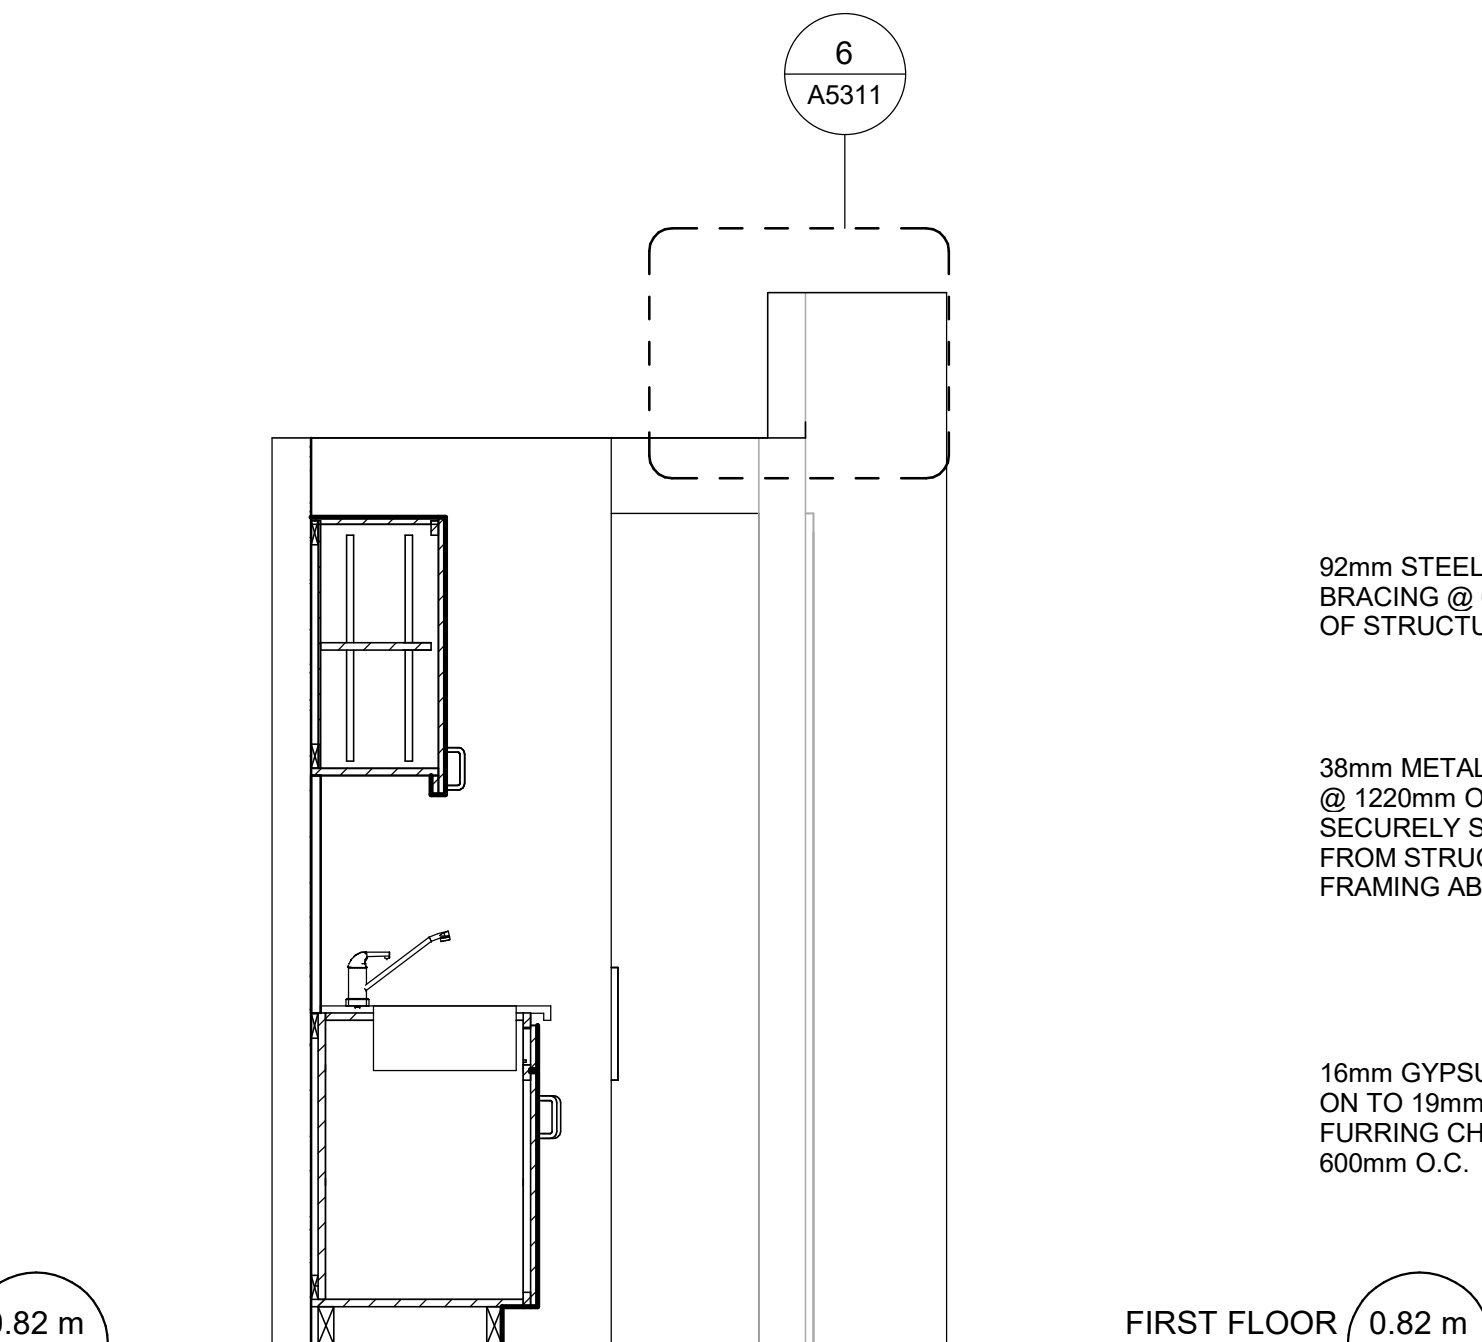 6
A5311
92mm STEEL
BRACING @
OF STRUCTU
38mm METAL
@ 1220mm O
SECURELY S
FROM STRUC
FRAMING AB
16mm GYPSU
ON TO 19mm
FURRING CH
600mm O.C.
.82 m
FIRST FLOOR 0.82 m